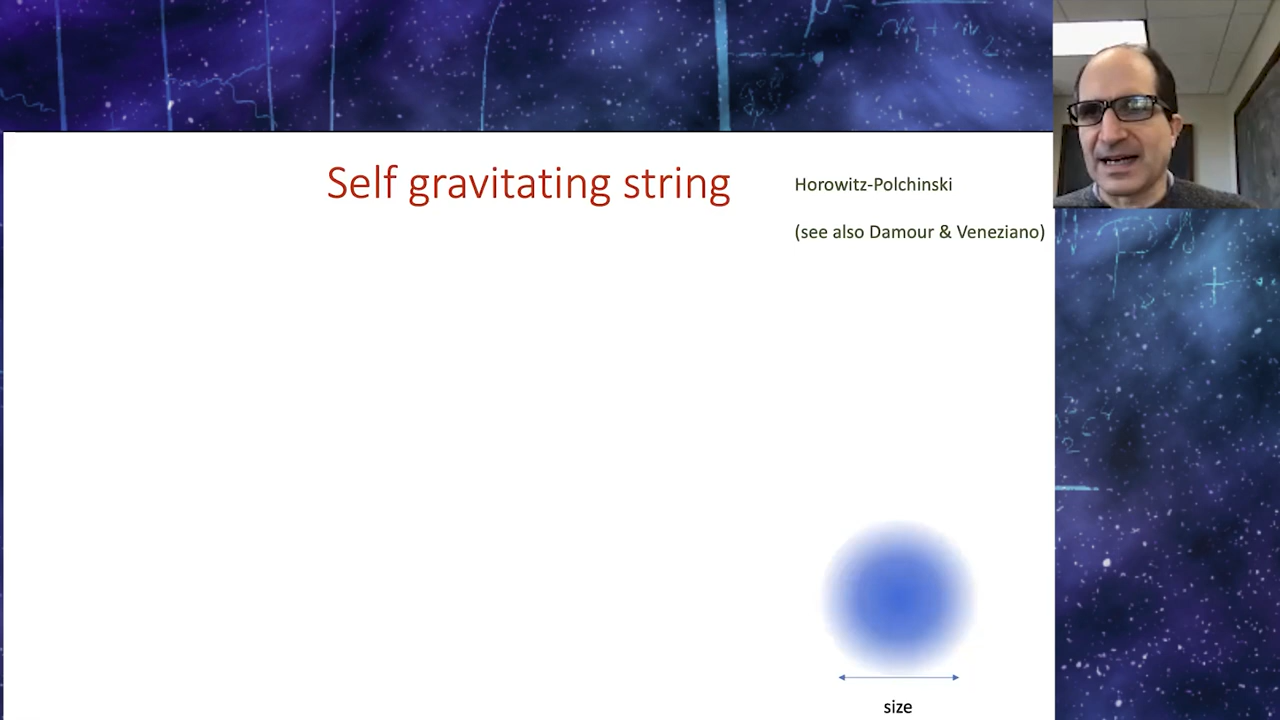 Self gravitating string
Horowitz-Polchinski
(see also Damour & Veneziano)
size